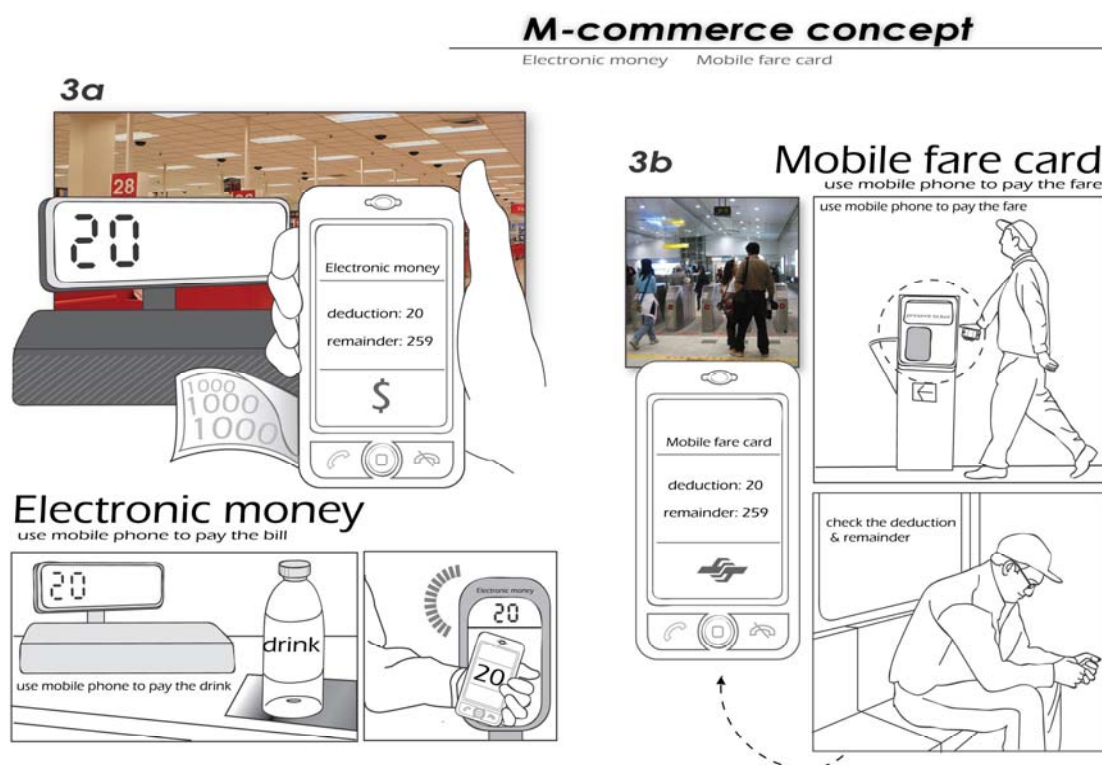 M-commerce concept
Electronic money Mobile fare card
3a
28
20
Electronic money
deduction: 20
remainder: 259
$
1000
1000
1000
Electronic money
use mobile phone to pay the bill
20
drink
use mobile phone to pay the drink
Electronic money
20
20
3b
Mobile fare card
use mobile phone to pay the fare
use mobile phone to pay the fare
Mobile fare card
deduction: 20
remainder: 259
check the deduction
& remainder